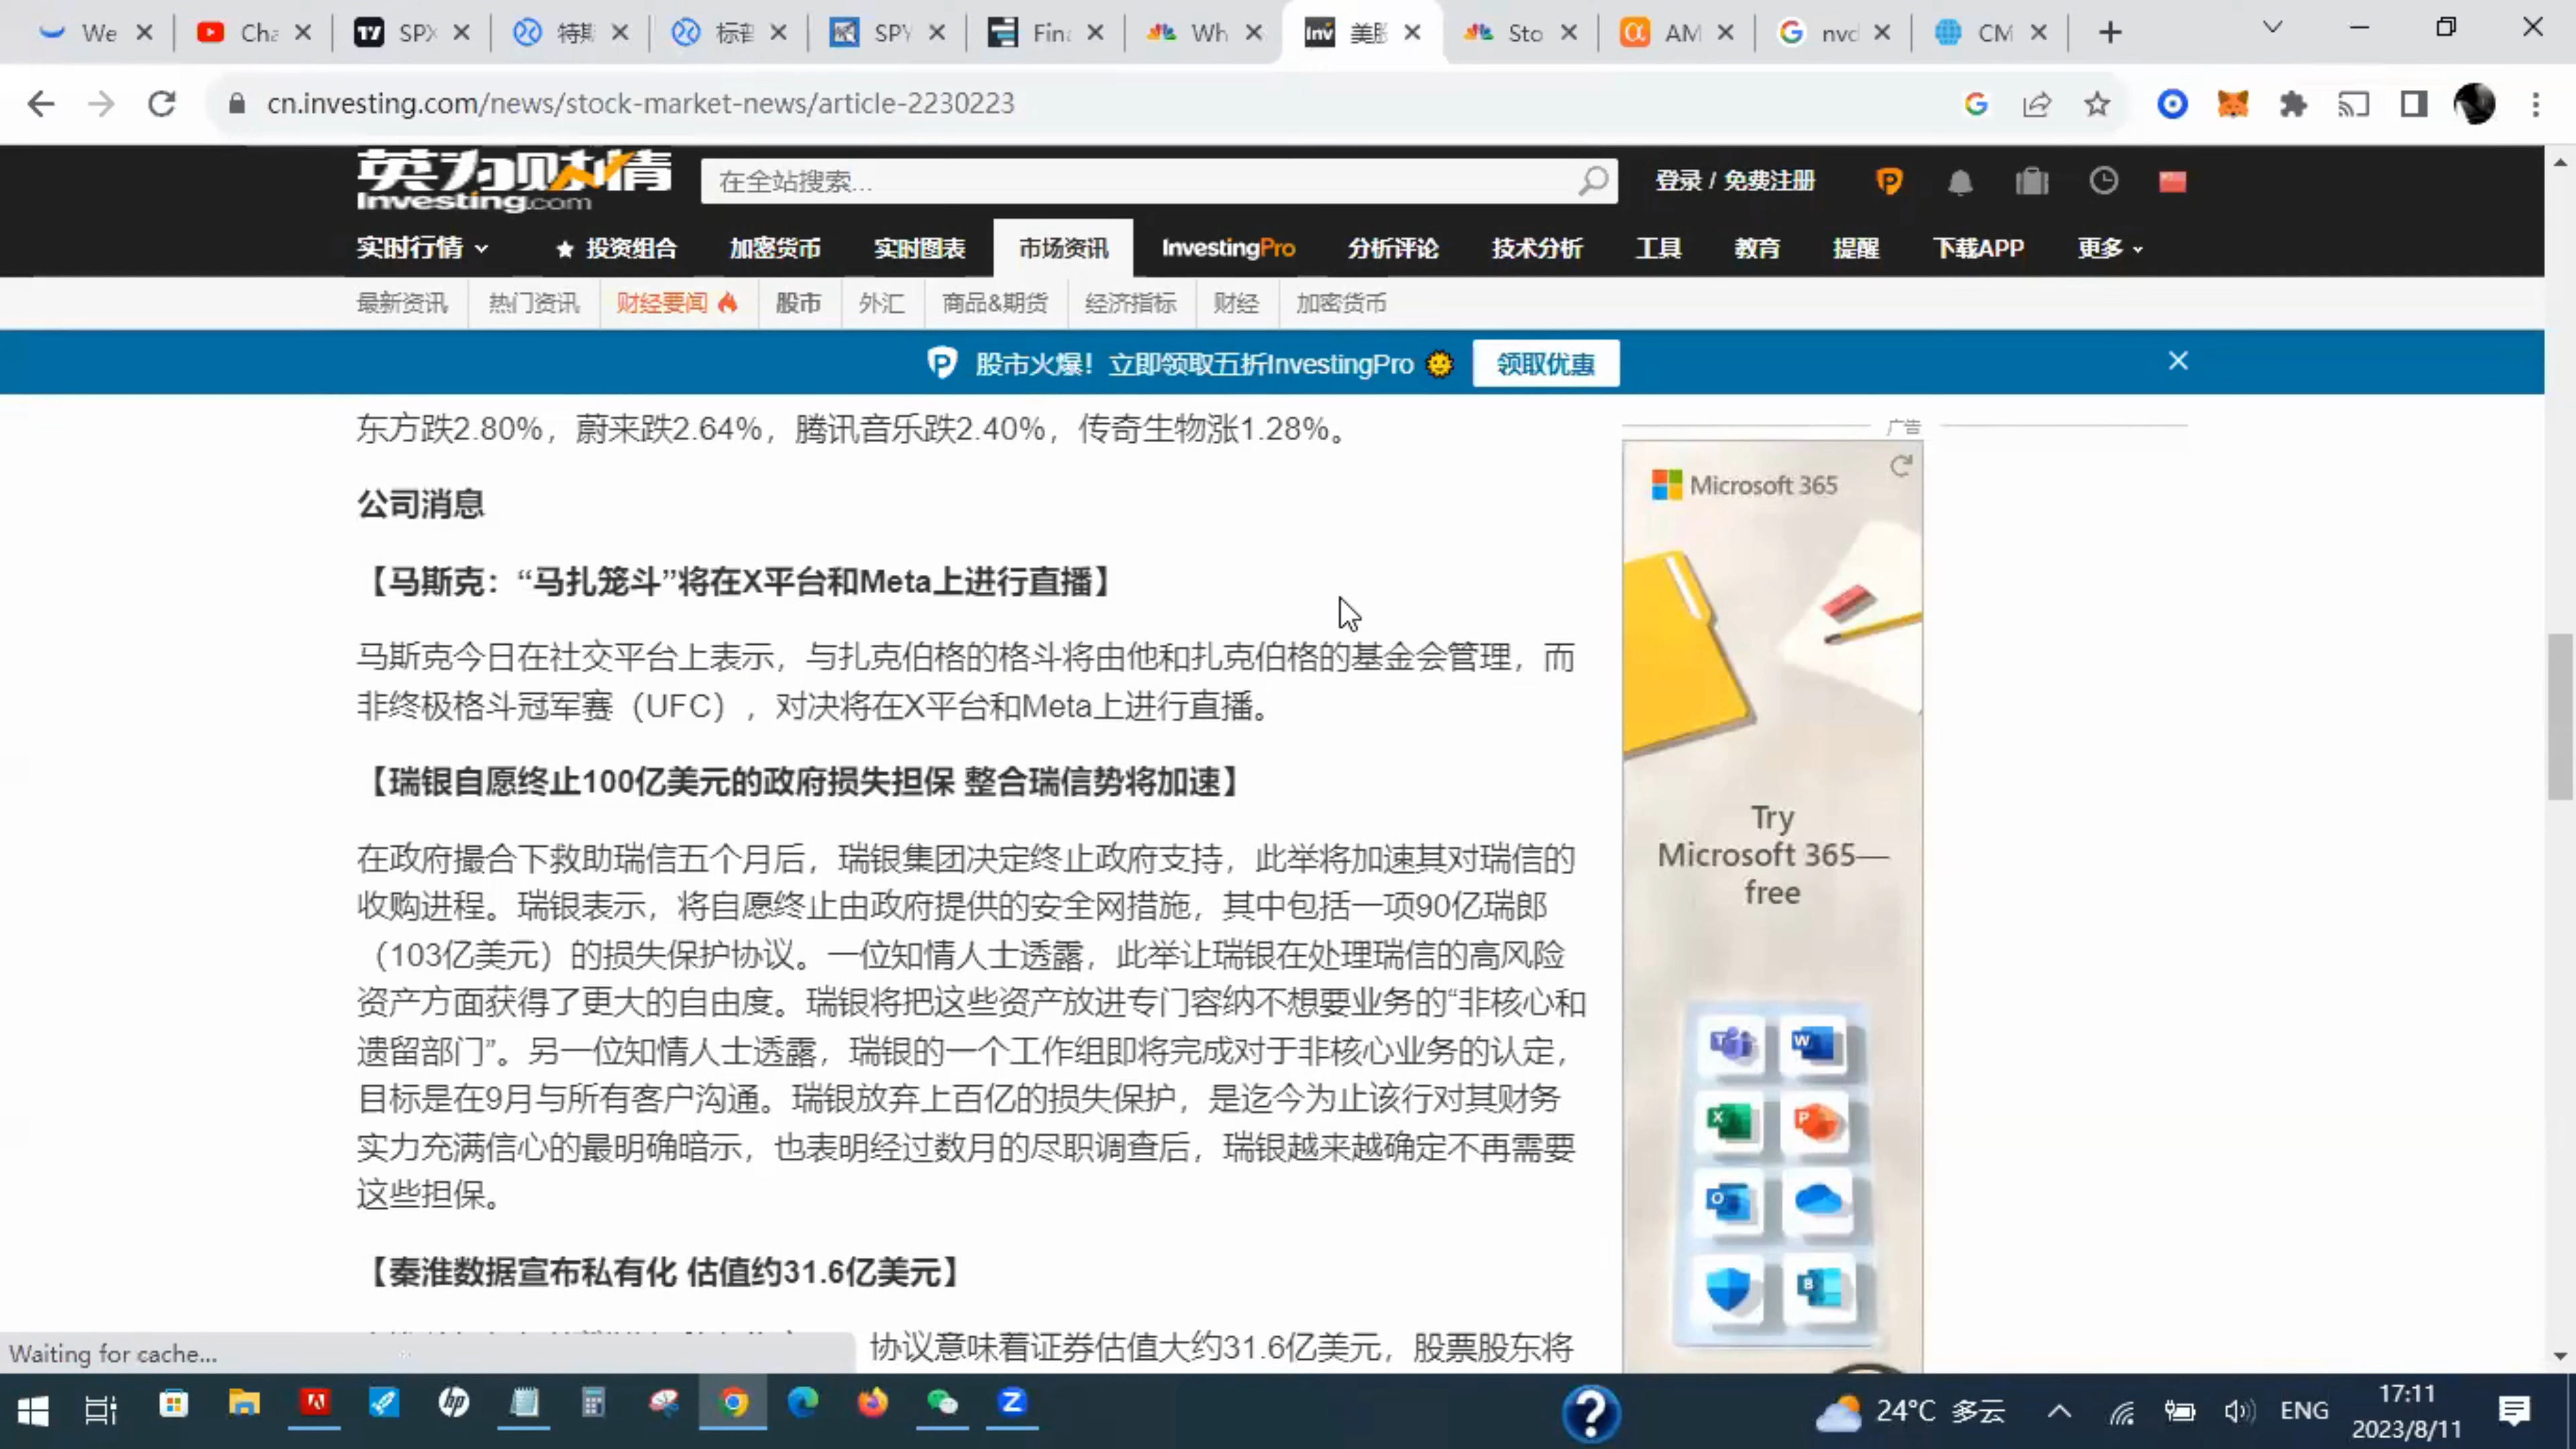 We
Cha
SPX
特斯
标普
SPY
Fina
Wh
Inv
美股
Sto
AM
nvd
CM
cn.investing.com/news/stock-market-news/article-2230223
英为财情
Investing.com
在全站搜索...
登录 / 免费注册
实时行情
投资组合
加密货币
实时图表
市场资讯
InvestingPro
分析评论
技术分析
工具
教育
提醒
下载APP
更多
最新资讯
热门资讯
财经要闻
股市
外汇
商品&期货
经济指标
财经
加密货币
股市火爆！立即领取五折InvestingPro
领取优惠
东方跌2.80%，蔚来跌2.64%，腾讯音乐跌2.40%，传奇生物涨1.28%。
公司消息
【马斯克：“马扎笼斗”将在X平台和Meta上进行直播】
马斯克今日在社交平台上表示，与扎克伯格的格斗将由他和扎克伯格的基金会管理，而
非终极格斗冠军赛（UFC），对决将在X平台和Meta上进行直播。
【瑞银自愿终止100亿美元的政府损失担保 整合瑞信势将加速】
在政府撮合下救助瑞信五个月后，瑞银集团决定终止政府支持，此举将加速其对瑞信的
收购进程。瑞银表示，将自愿终止由政府提供的安全网措施，其中包括一项90亿瑞郎
（103亿美元）的损失保护协议。一位知情人士透露，此举让瑞银在处理瑞信的高风险
资产方面获得了更大的自由度。瑞银将把这些资产放进专门容纳不想要业务的“非核心和
遗留部门”。另一位知情人士透露，瑞银的一个工作组即将完成对于非核心业务的认定，
目标是在9月与所有客户沟通。瑞银放弃上百亿的损失保护，是迄今为止该行对其财务
实力充满信心的最明确暗示，也表明经过数月的尽职调查后，瑞银越来越确定不再需要
这些担保。
【秦淮数据宣布私有化 估值约31.6亿美元】
协议意味着证券估值大约31.6亿美元，股票股东将
广告
Microsoft 365
Try
Microsoft 365—
free
Waiting for cache...
24°C 多云
ENG
17:11
2023/8/11